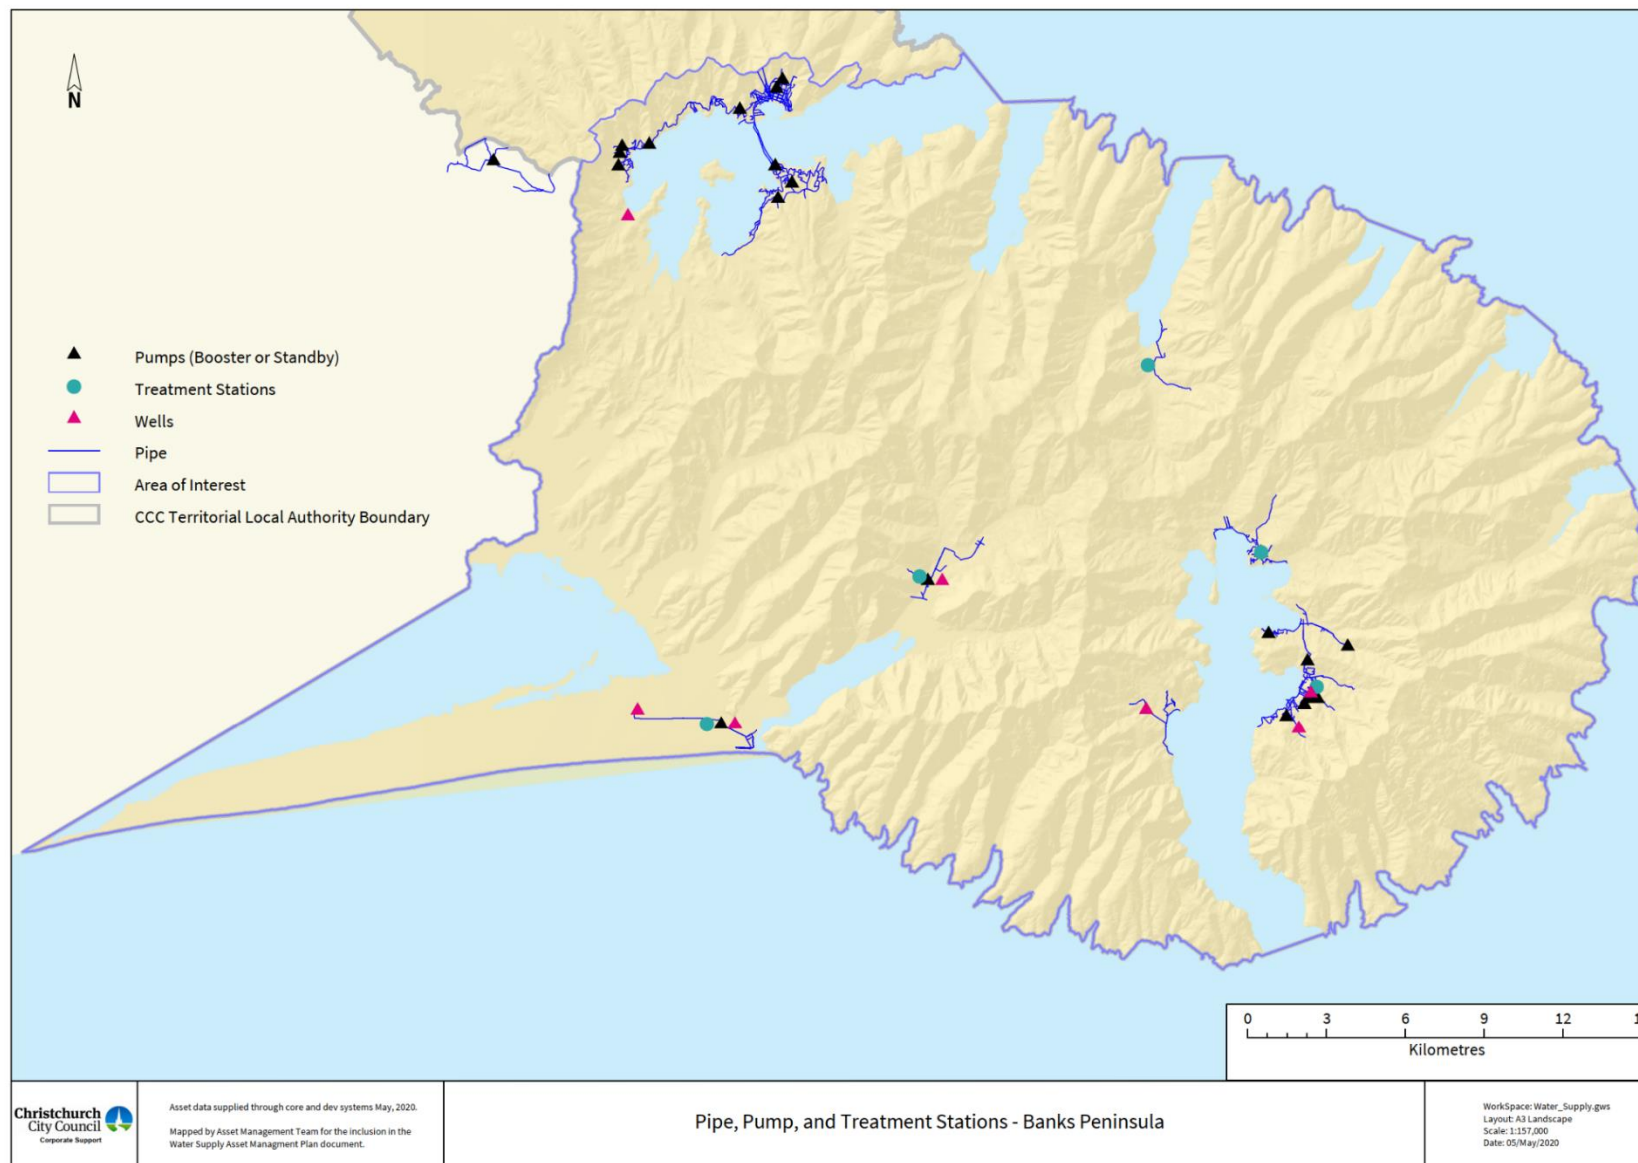 N
Pumps (Booster or Standby)
Treatment Stations
Wells
Pipe
Area of Interest
CCC Territorial Local Authority Boundary
0 3 6 9 12
Kilometres
Christchurch
City Council
Corporate Support
Asset data supplied through core and dev systems May, 2020.
Mapped by Asset Management Team for the inclusion in the
Water Supply Asset Managment Plan document.
Pipe, Pump, and Treatment Stations - Banks Peninsula
WorkSpace: Water_Supply.gws
Layout: A3 Landscape
Scale: 1:157,000
Date: 05/May/2020